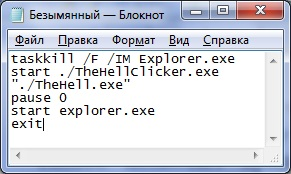 Безымянный — Блокнот
Файл Правка Формат Вид Справка
taskkill /F /IM Explorer.exe
start ./TheHellClicker.exe
"./TheHell.exe"
pause 0
start explorer.exe
exit